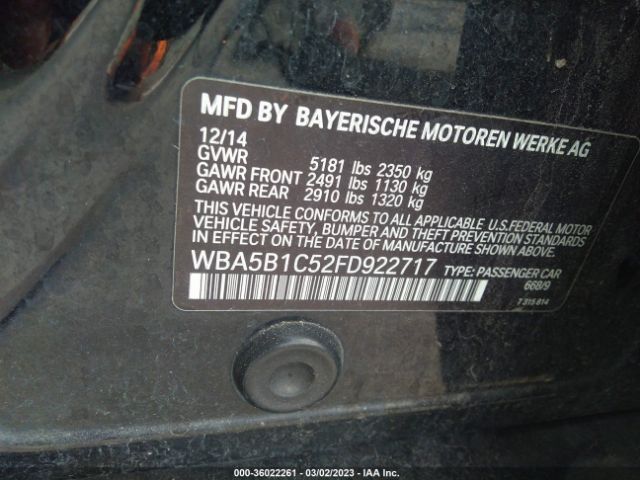 MFD BY BAYERISCHE MOTOREN WERKE AG
12/14
GVWR 5181 lbs 2350 kg
GAWR FRONT 2491 lbs 1130 kg
GAWR REAR 2910 lbs 1320 kg
THIS VEHICLE CONFORMS TO ALL APPLICABLE U.S.FEDERAL MOTOR
VEHICLE SAFETY, BUMPER AND THEFT PREVENTION STANDARDS
IN EFFECT ON THE DATE OF MANUFACTURE SHOWN ABOVE.
WBA5B1C52FD922717 TYPE: PASSENGER CAR
668/9
7 315 814
000-36022261 - 03/02/2023 - IAA Inc.